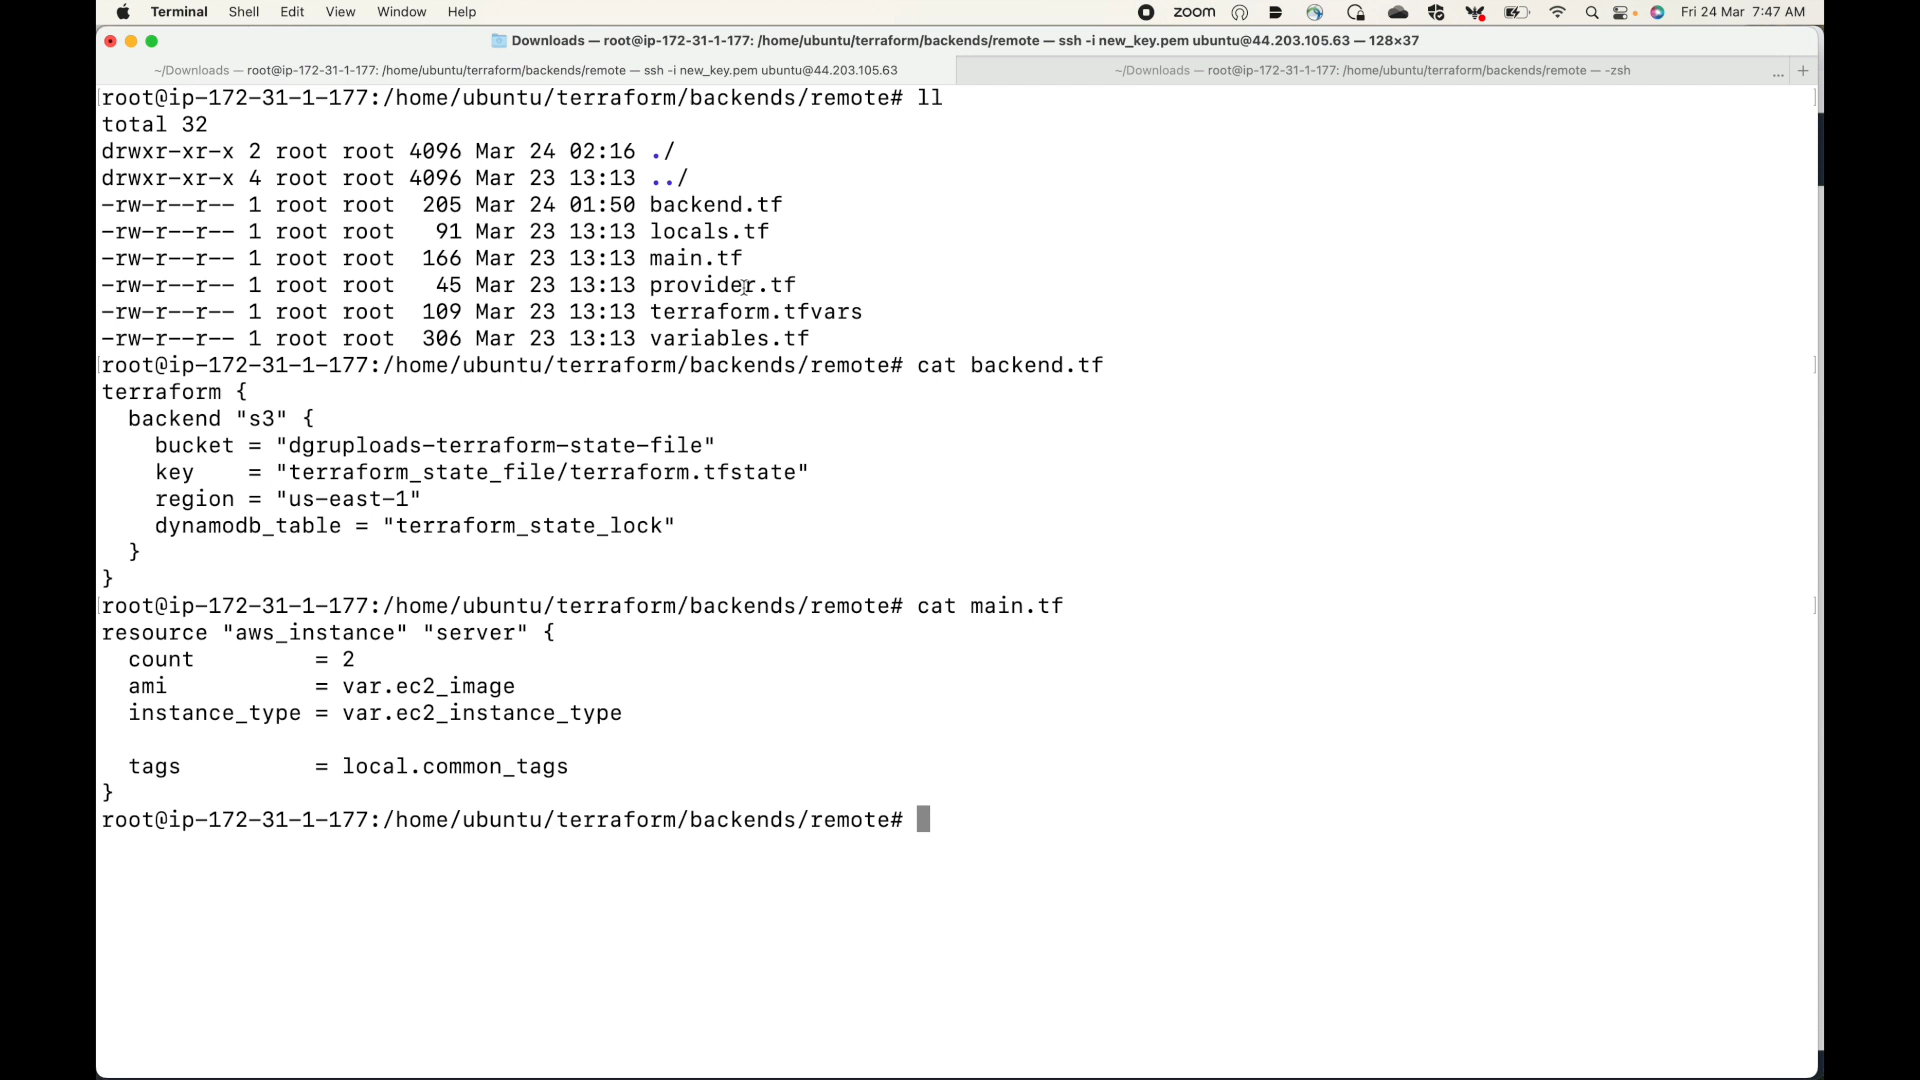 Terminal Shell Edit View Window Help zoom Fri 24 Mar 7:47 AM
Downloads — root@ip-172-31-1-177: /home/ubuntu/terraform/backends/remote — ssh -i new_key.pem ubuntu@44.203.105.63 — 128×37
~/Downloads — root@ip-172-31-1-177: /home/ubuntu/terraform/backends/remote — ssh -i new_key.pem ubuntu@44.203.105.63
~/Downloads — root@ip-172-31-1-177: /home/ubuntu/terraform/backends/remote — -zsh ... +
root@ip-172-31-1-177:/home/ubuntu/terraform/backends/remote# ll
total 32
drwxr-xr-x 2 root root 4096 Mar 24 02:16 ./
drwxr-xr-x 4 root root 4096 Mar 23 13:13 ../
-rw-r--r-- 1 root root  205 Mar 24 01:50 backend.tf
-rw-r--r-- 1 root root   91 Mar 23 13:13 locals.tf
-rw-r--r-- 1 root root  166 Mar 23 13:13 main.tf
-rw-r--r-- 1 root root   45 Mar 23 13:13 provider.tf
-rw-r--r-- 1 root root  109 Mar 23 13:13 terraform.tfvars
-rw-r--r-- 1 root root  306 Mar 23 13:13 variables.tf
root@ip-172-31-1-177:/home/ubuntu/terraform/backends/remote# cat backend.tf
terraform {
  backend "s3" {
    bucket = "dgruploads-terraform-state-file"
    key    = "terraform_state_file/terraform.tfstate"
    region = "us-east-1"
    dynamodb_table = "terraform_state_lock"
  }
}
root@ip-172-31-1-177:/home/ubuntu/terraform/backends/remote# cat main.tf
resource "aws_instance" "server" {
  count         = 2
  ami           = var.ec2_image
  instance_type = var.ec2_instance_type
  tags          = local.common_tags
}
root@ip-172-31-1-177:/home/ubuntu/terraform/backends/remote#